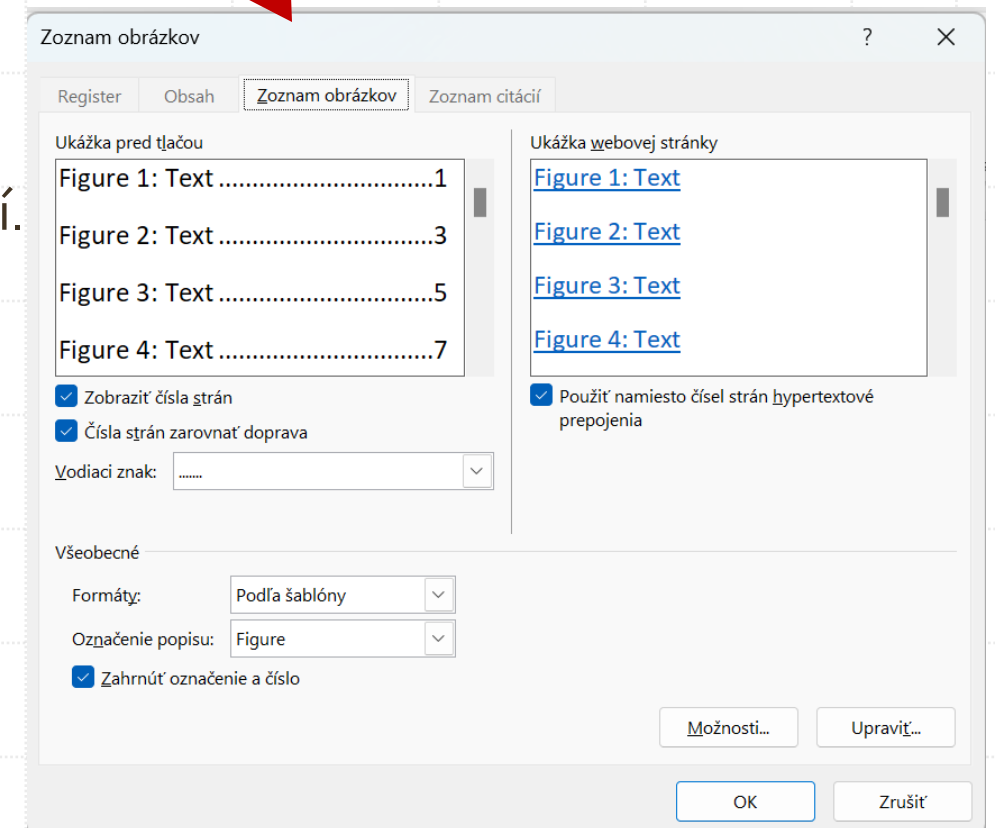 Zoznam obrázkov ?
Register Obsah Zoznam obrázkov Zoznam citácií
Ukážka pred tlačou
Figure 1: Text ................................1
Figure 2: Text ................................3
Figure 3: Text ................................5
Figure 4: Text ................................7
Zobraziť čísla strán
Čísla strán zarovnať doprava
Vodiaci znak: .......
Ukážka webovej stránky
Figure 1: Text
Figure 2: Text
Figure 3: Text
Figure 4: Text
Použiť namiesto čísel strán hypertextové
prepojenia
í.
Všeobecné
Formáty: Podľa šablóny
Označenie popisu: Figure
Zahrnúť označenie a číslo
Možnosti... Upraviť...
OK Zrušiť